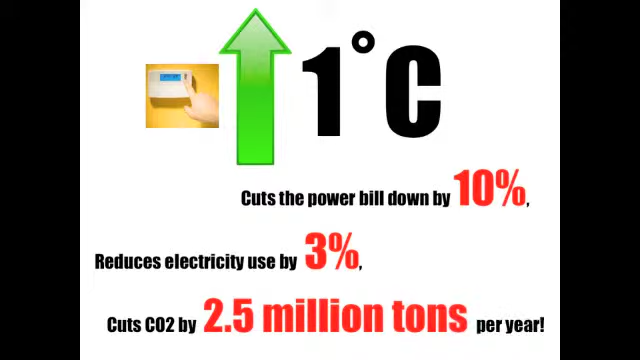 1°C
Cuts the power bill down by 10%,
Reduces electricity use by 3%,
Cuts CO2 by 2.5 million tons per year!